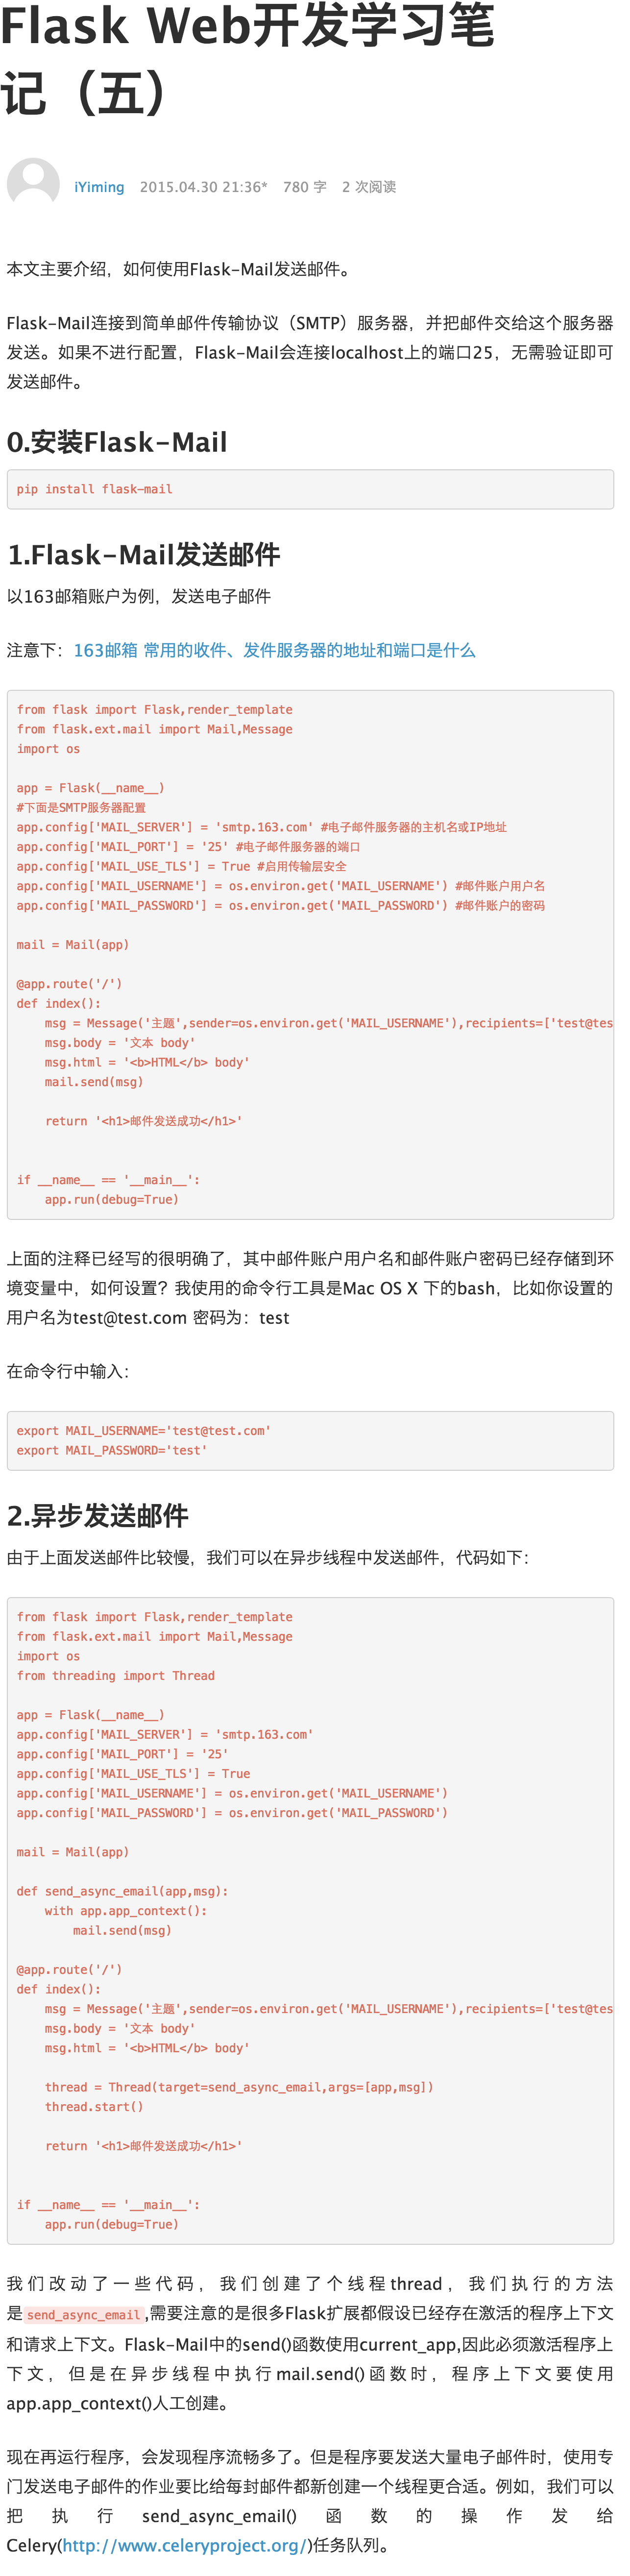 Flask Web开发学习笔
记（五）
iYiming 2015.04.30 21:36* 780 字 2 次阅读
本文主要介绍，如何使用Flask-Mail发送邮件。
Flask-Mail连接到简单邮件传输协议（SMTP）服务器，并把邮件交给这个服务器
发送。如果不进行配置，Flask-Mail会连接localhost上的端口25，无需验证即可
发送邮件。
0.安装Flask-Mail
pip install flask-mail
1.Flask-Mail发送邮件
以163邮箱账户为例，发送电子邮件
注意下：163邮箱 常用的收件、发件服务器的地址和端口是什么
from flask import Flask,render_template
from flask.ext.mail import Mail,Message
import os
app = Flask(__name__)
#下面是SMTP服务器配置
app.config['MAIL_SERVER'] = 'smtp.163.com' #电子邮件服务器的主机名或IP地址
app.config['MAIL_PORT'] = '25' #电子邮件服务器的端口
app.config['MAIL_USE_TLS'] = True #启用传输层安全
app.config['MAIL_USERNAME'] = os.environ.get('MAIL_USERNAME') #邮件账户用户名
app.config['MAIL_PASSWORD'] = os.environ.get('MAIL_PASSWORD') #邮件账户的密码
mail = Mail(app)
@app.route('/')
def index():
    msg = Message('主题',sender=os.environ.get('MAIL_USERNAME'),recipients=['test@tes
    msg.body = '文本 body'
    msg.html = '<b>HTML</b> body'
    mail.send(msg)
    return '<h1>邮件发送成功</h1>'
if __name__ == '__main__':
    app.run(debug=True)
上面的注释已经写的很明确了，其中邮件账户用户名和邮件账户密码已经存储到环
境变量中，如何设置？我使用的命令行工具是Mac OS X 下的bash，比如你设置的
用户名为test@test.com 密码为：test
在命令行中输入：
export MAIL_USERNAME='test@test.com'
export MAIL_PASSWORD='test'
2.异步发送邮件
由于上面发送邮件比较慢，我们可以在异步线程中发送邮件，代码如下：
from flask import Flask,render_template
from flask.ext.mail import Mail,Message
import os
from threading import Thread
app = Flask(__name__)
app.config['MAIL_SERVER'] = 'smtp.163.com'
app.config['MAIL_PORT'] = '25'
app.config['MAIL_USE_TLS'] = True
app.config['MAIL_USERNAME'] = os.environ.get('MAIL_USERNAME')
app.config['MAIL_PASSWORD'] = os.environ.get('MAIL_PASSWORD')
mail = Mail(app)
def send_async_email(app,msg):
    with app.app_context():
        mail.send(msg)
@app.route('/')
def index():
    msg = Message('主题',sender=os.environ.get('MAIL_USERNAME'),recipients=['test@tes
    msg.body = '文本 body'
    msg.html = '<b>HTML</b> body'
    thread = Thread(target=send_async_email,args=[app,msg])
    thread.start()
    return '<h1>邮件发送成功</h1>'
if __name__ == '__main__':
    app.run(debug=True)
我们改动了一些代码，我们创建了个线程thread，我们执行的方法
是send_async_email,需要注意的是很多Flask扩展都假设已经存在激活的程序上下文
和请求上下文。Flask-Mail中的send()函数使用current_app,因此必须激活程序上
下文，但是在异步线程中执行mail.send()函数时，程序上下文要使用
app.app_context()人工创建。
现在再运行程序，会发现程序流畅多了。但是程序要发送大量电子邮件时，使用专
门发送电子邮件的作业要比给每封邮件都新创建一个线程更合适。例如，我们可以
把执行send_async_email()函数的操作发给
Celery(http://www.celeryproject.org/)任务队列。